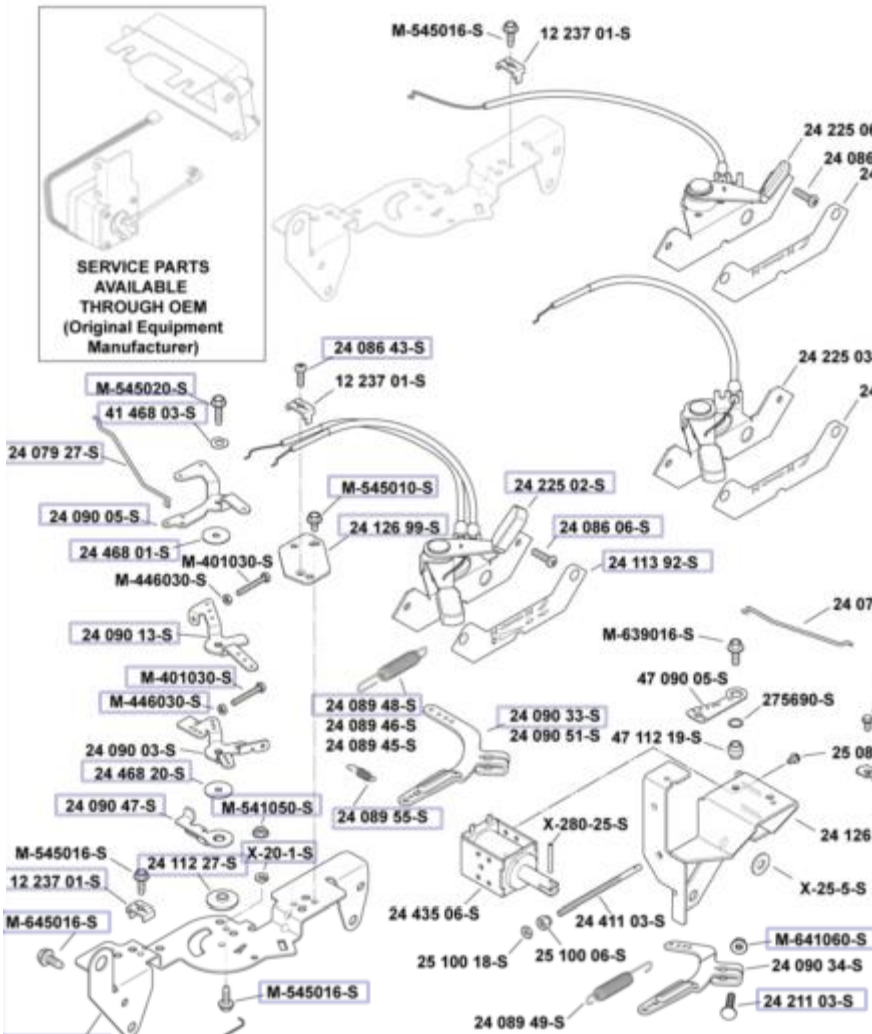 M-545016-S
12 237 01-S
24 225 06
24 086
24
SERVICE PARTS
AVAILABLE
THROUGH OEM
(Original Equipment
Manufacturer)
24 086 43-S
12 237 01-S
24 225 03
24
M-545020-S
41 468 03-S
24 079 27-S
M-545010-S
24 225 02-S
24 090 05-S
24 126 99-S
24 086 06-S
24 468 01-S
M-401030-S
24 113 92-S
M-446030-S
24 07
24 090 13-S
M-639016-S
M-401030-S
47 090 05-S
M-446030-S
24 089 48-S
24 090 33-S
275690-S
24 089 46-S
24 090 51-S
47 112 19-S
24 090 03-S
24 089 45-S
25 08
24 468 20-S
24 090 47-S
M-541050-S
24 089 55-S
X-280-25-S
24 126
M-545016-S
24 112 27-S
X-20-1-S
12 237 01-S
X-25-5-S
M-645016-S
24 435 06-S
24 411 03-S
M-641060-S
25 100 18-S
25 100 06-S
24 090 34-S
M-545016-S
24 089 49-S
24 211 03-S